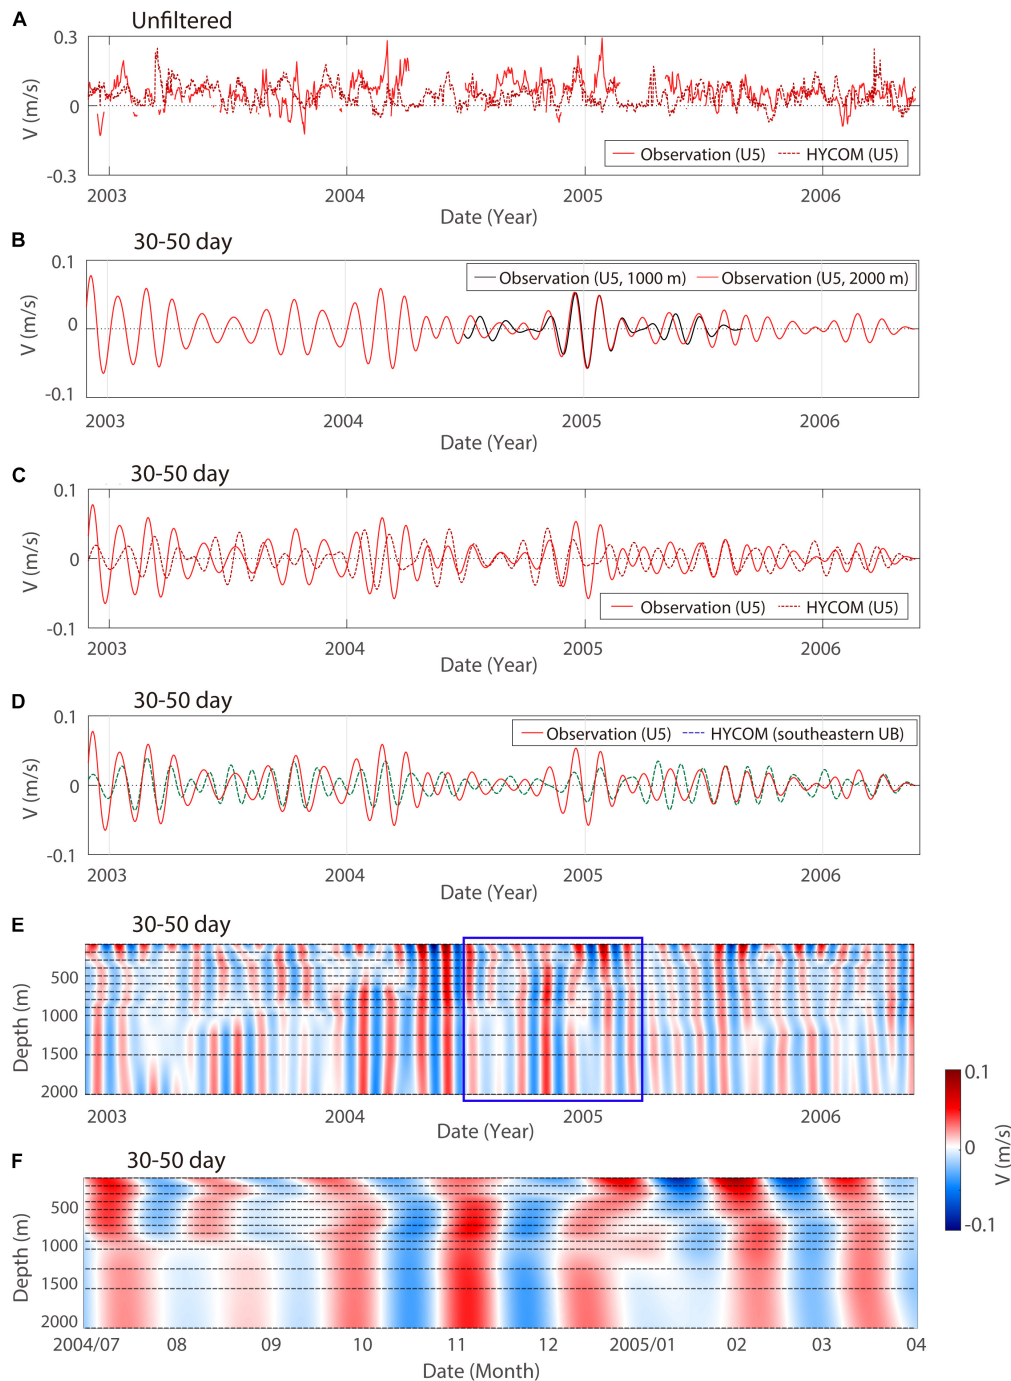 A
Unfiltered
0.3
0
-0.3
V (m/s)
Observation (U5)
HYCOM (U5)
2003
2004
2005
2006
Date (Year)
B
30-50 day
0.1
0
-0.1
V (m/s)
Observation (U5, 1000 m)
Observation (U5, 2000 m)
2003
2004
2005
2006
Date (Year)
C
30-50 day
0.1
0
-0.1
V (m/s)
Observation (U5)
HYCOM (U5)
2003
2004
2005
2006
Date (Year)
D
30-50 day
0.1
0
-0.1
V (m/s)
Observation (U5)
HYCOM (southeastern UB)
2003
2004
2005
2006
Date (Year)
E
30-50 day
500
1000
1500
2000
Depth (m)
2003
2004
2005
2006
Date (Year)
F
30-50 day
500
1000
1500
2000
Depth (m)
2004/07
08
09
10
11
12
2005/01
02
03
04
Date (Month)
0.1
0
-0.1
V (m/s)